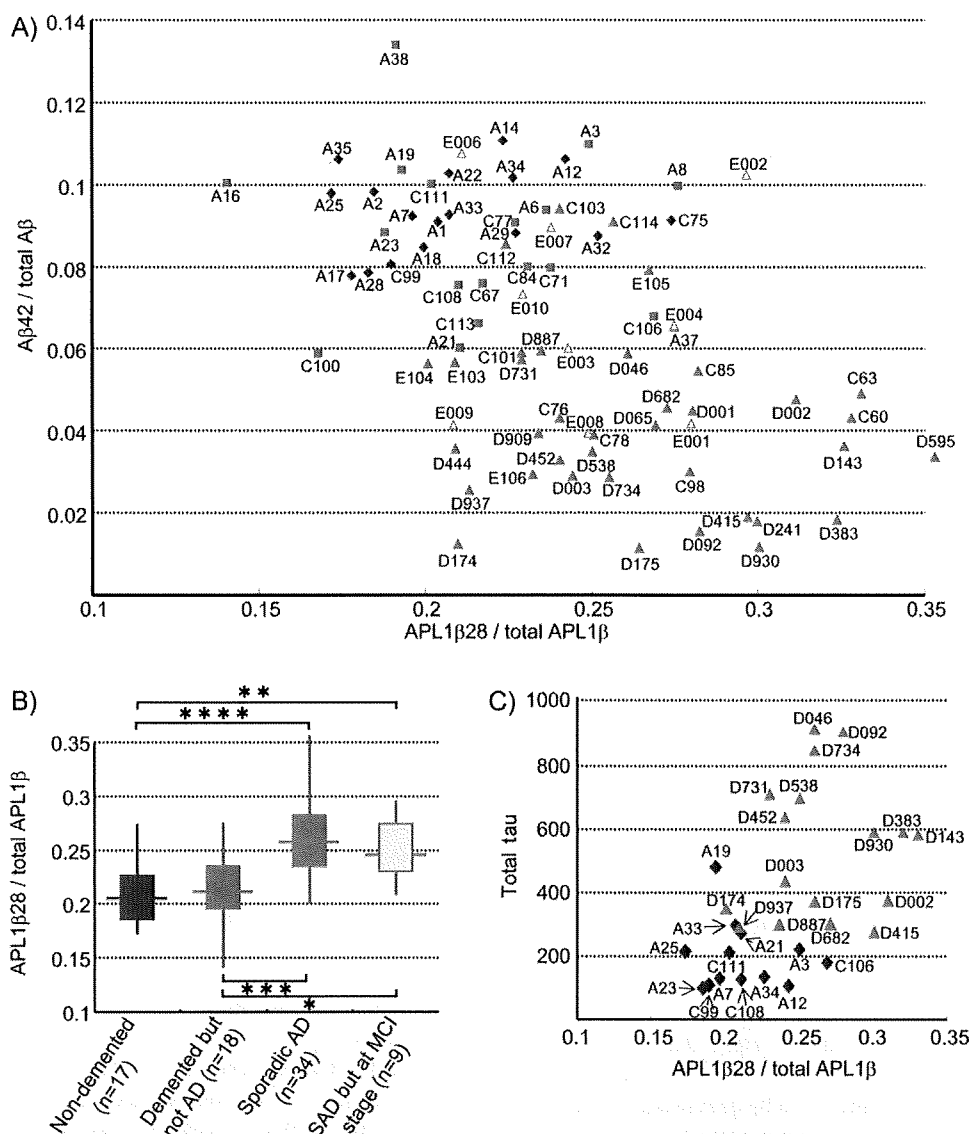 A)
0.14
0.12
0.1
0.08
0.06
0.04
0.02
Aβ42 / total Aβ
A38
A14
A3
E006
A35
A19
A22
A34
A12
A8
E002
A16
A25
A2
C111
A7
A33
A1
A6
C103
C77
C114
C75
A23
A18
A29
E007
A32
C112
A17
A28
C99
C84
C71
E105
C108
C67
E010
C113
C106
E004
A37
A21
D887
C100
E104
E103
C101
D731
E003
D046
C85
E009
C76
E008
D682
D065
D001
E001
D002
C63
C60
D909
C78
D595
D444
D452
D538
D143
E106
D003
D734
C98
D937
D415
D174
D175
D092
D241
D930
D383
0.1
0.15
0.2
0.25
0.3
0.35
APL1β28 / total APL1β
B)
**
****
0.35
0.3
0.25
0.2
0.15
0.1
APL1β28 / total APL1β
***
*
Non-demented
(n=17)
Demented but
not AD (n=18)
Sporadic AD
(n=34)
SAD but at MCI
stage (n=9)
C)
1000
800
600
400
200
Total tau
D046
D092
D734
D731
D538
D452
D383
D930
D143
A19
D003
D174
D937
D175
D002
A33
D887
A25
A21
D682
D415
C111
A3
C106
A23
A7
A34
A12
C99
C108
0.1
0.15
0.2
0.25
0.3
0.35
APL1β28 / total APL1β